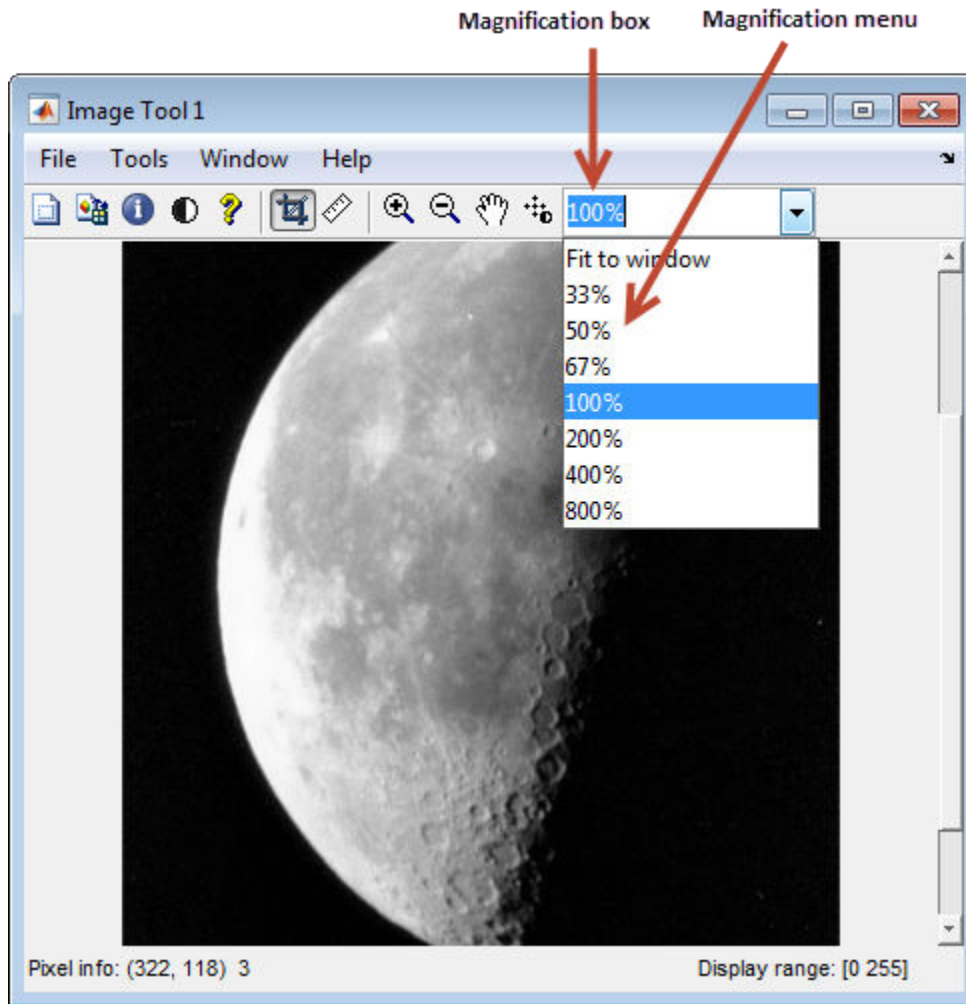 Magnification box
Magnification menu
Image Tool 1
File Tools Window Help
100%
Fit to window
33%
50%
67%
100%
200%
400%
800%
Pixel info: (322, 118) 3
Display range: [0 255]